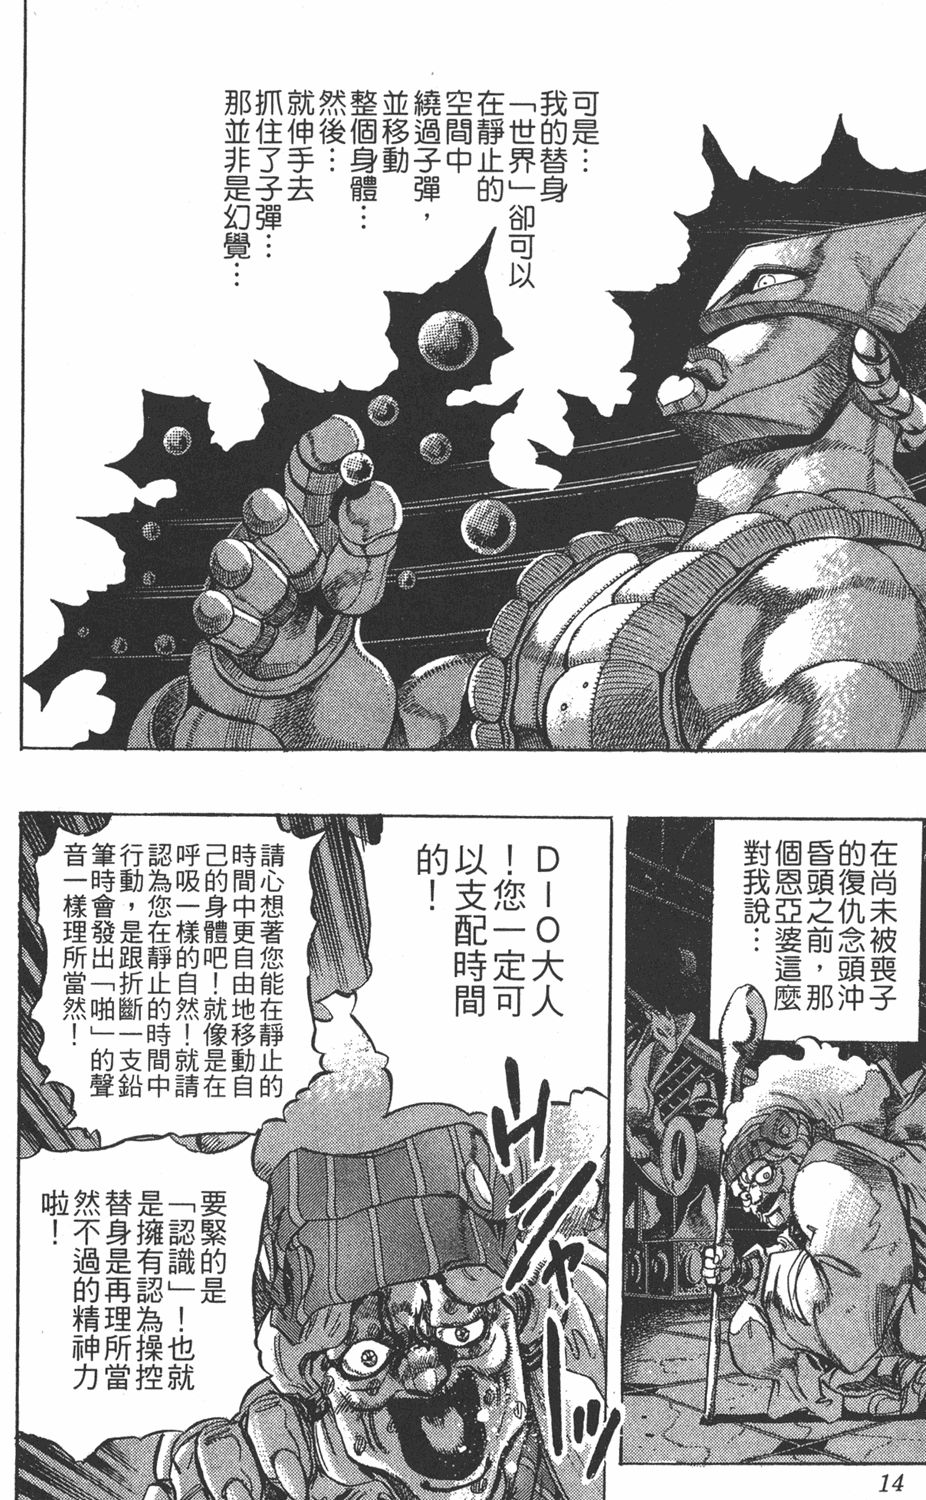 可是…
我的替身
「世界」卻可以
在靜止的
空間中
繞過子彈，
並移動
整個身體…
然後…
就伸手去
抓住了子彈…
那並非是幻覺…
在尚未被喪子
的復仇念頭沖
昏頭之前，那
個恩亞婆這麼
對我說…
DIO大人
！您一定可
以支配時間
的！
請心想著您能在靜止的
時間中更自由地移動自
己的身體吧！就像是在
呼吸一樣的自然！就請
認為您在靜止的時間中
行動，是跟折斷一支鉛
筆時會發出「啪」的聲
音一樣理所當然！
要緊的是
「認識」！也就
是擁有認為操控
替身是再理所當
然不過的精神力
啦！
ドギャーン
14